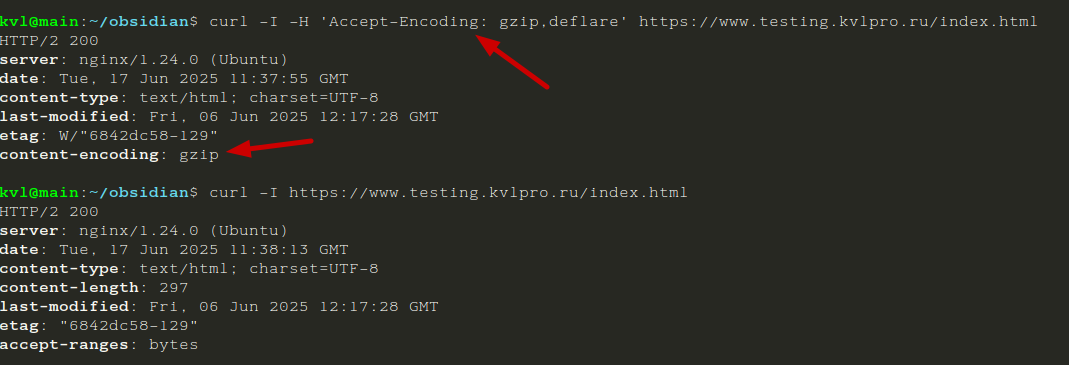 kvl@main:~/obsidian$ curl -I -H 'Accept-Encoding: gzip,deflare' https://www.testing.kvlpro.ru/index.html
HTTP/2 200
server: nginx/1.24.0 (Ubuntu)
date: Tue, 17 Jun 2025 11:37:55 GMT
content-type: text/html; charset=UTF-8
last-modified: Fri, 06 Jun 2025 12:17:28 GMT
etag: W/"6842dc58-129"
content-encoding: gzip
kvl@main:~/obsidian$ curl -I https://www.testing.kvlpro.ru/index.html
HTTP/2 200
server: nginx/1.24.0 (Ubuntu)
date: Tue, 17 Jun 2025 11:38:13 GMT
content-type: text/html; charset=UTF-8
content-length: 297
last-modified: Fri, 06 Jun 2025 12:17:28 GMT
etag: "6842dc58-129"
accept-ranges: bytes